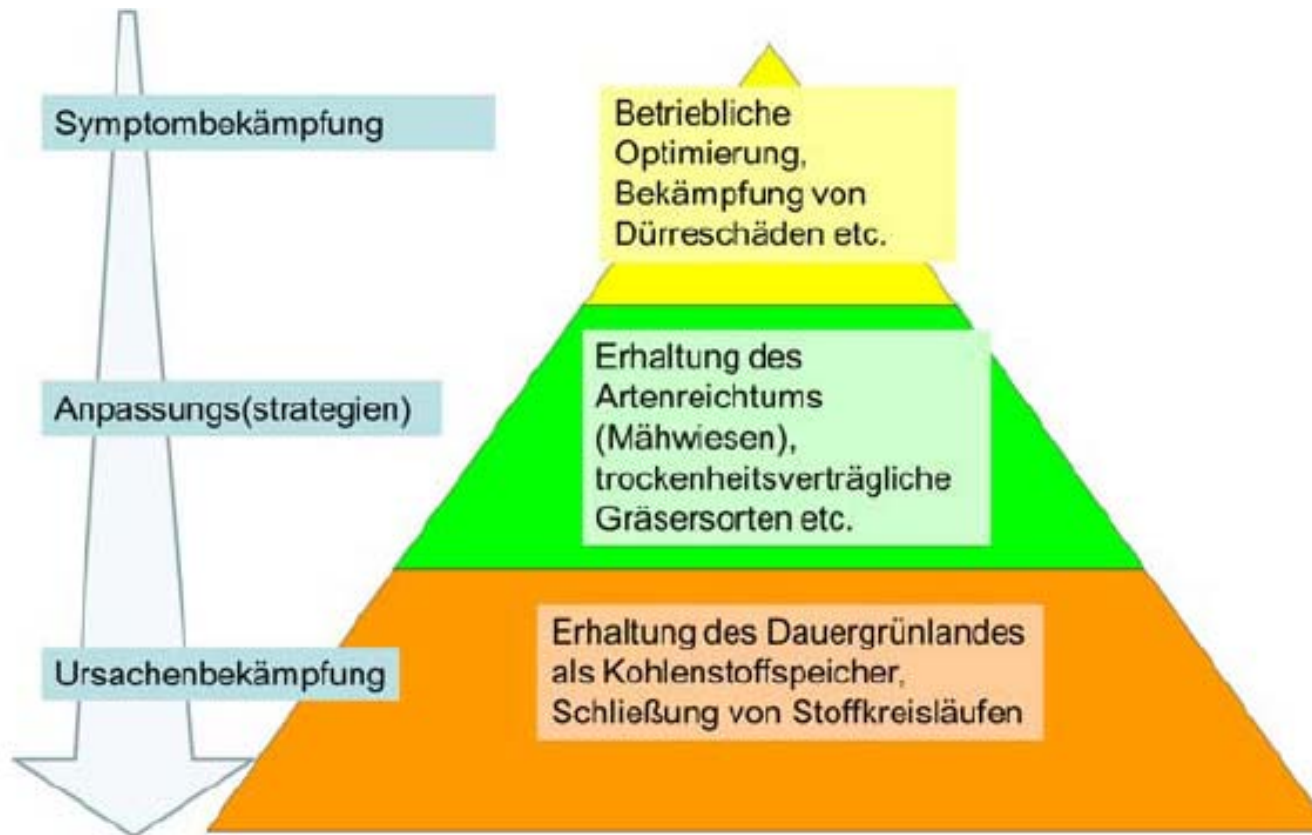 Symptombekämpfung
Betriebliche
Optimierung,
Bekämpfung von
Dürreschäden etc.
Anpassungs(strategien)
Erhaltung des
Artenreichtums
(Mähwiesen),
trockenheitsverträgliche
Gräsersorten etc.
Ursachenbekämpfung
Erhaltung des Dauergrünlandes
als Kohlenstoffspeicher,
Schließung von Stoffkreisläufen